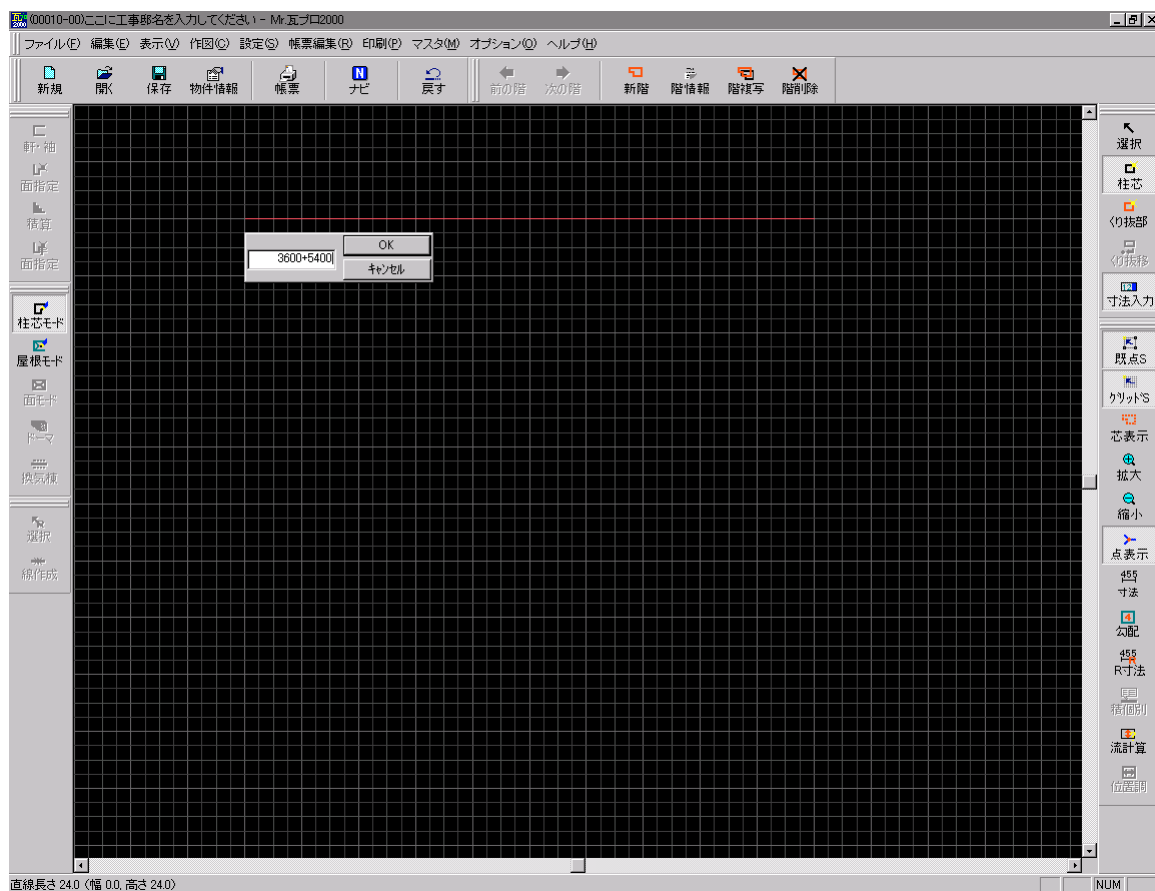 (00010-00)ここに工事邸名を入力してください - Mr.瓦プロ2000
ファイル(F) 編集(E) 表示(V) 作図(C) 設定(S) 帳票編集(R) 印刷(P) マスタ(M) オプション(O) ヘルプ(H)
新規 開く 保存 物件情報 帳票 ナビ 戻す 前の階 次の階 新階 階情報 階複写 階削除
軒・袖
面指定
積算
面指定
柱芯モード
屋根モード
面モード
ドーマ
換気棟
選択
線作成
3600+5400
OK
キャンセル
選択
柱芯
くり抜部
くり抜移
寸法入力
既点S
グリッドS
芯表示
拡大
縮小
点表示
455
寸法
勾配
455
R寸法
積個別
流計算
位置調
直線長さ 24.0 (幅 0.0, 高さ 24.0)
NUM